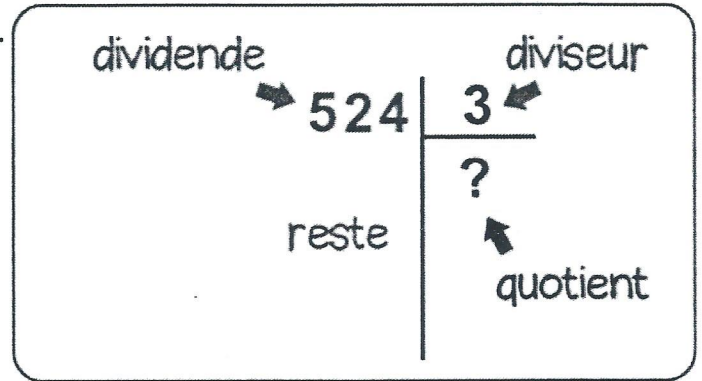 dividende diviseur
524 3
?
reste
quotient